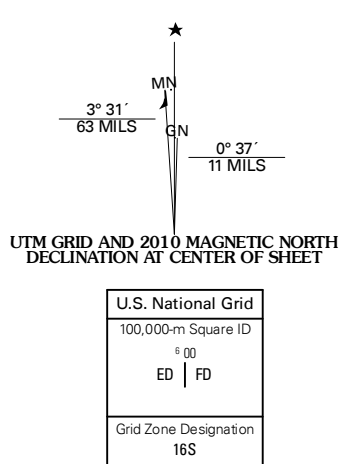 MN
3° 31´
63 MILS
GN
0° 37´
11 MILS
UTM GRID AND 2010 MAGNETIC NORTH
DECLINATION AT CENTER OF SHEET
U.S. National Grid
100,000-m Square ID
6 00
ED FD
Grid Zone Designation
16S